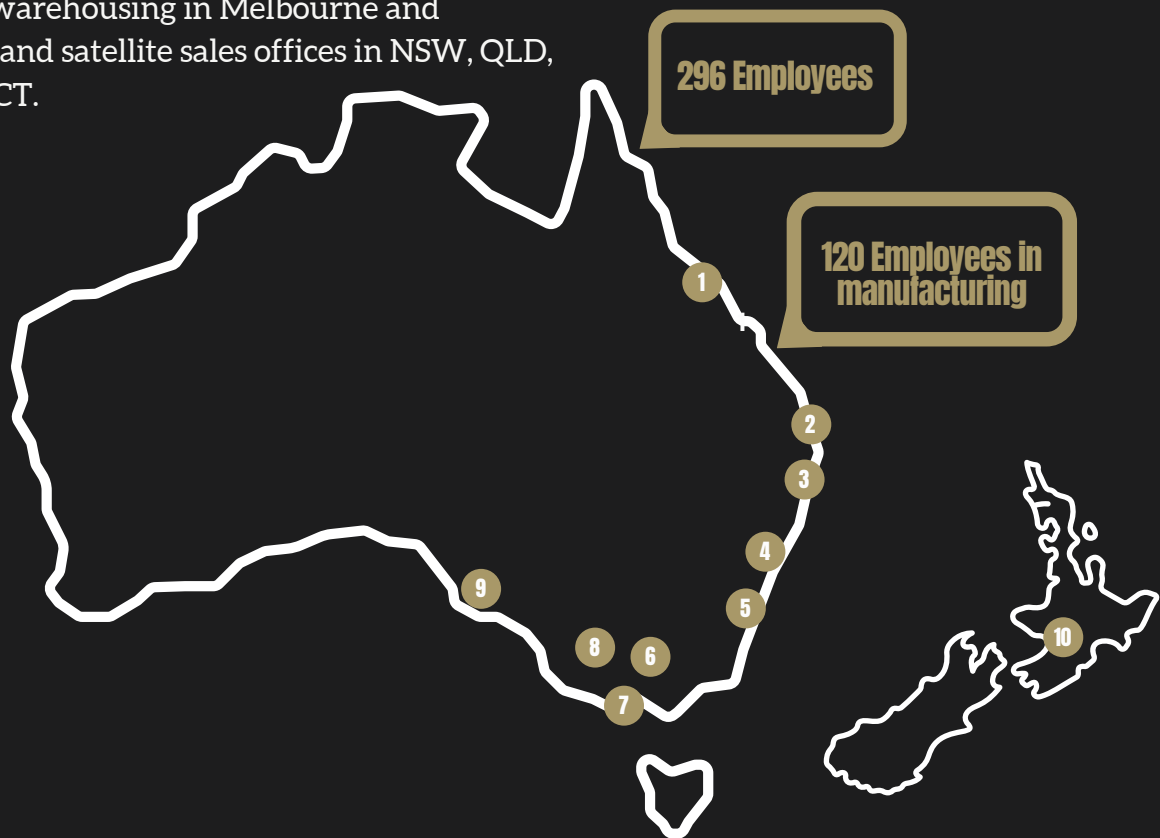 warehousing in Melbourne and
and satellite sales offices in NSW, QLD,
CT.
296 Employees
120 Employees in
manufacturing
1
2
3
4
5
6
7
8
9
10